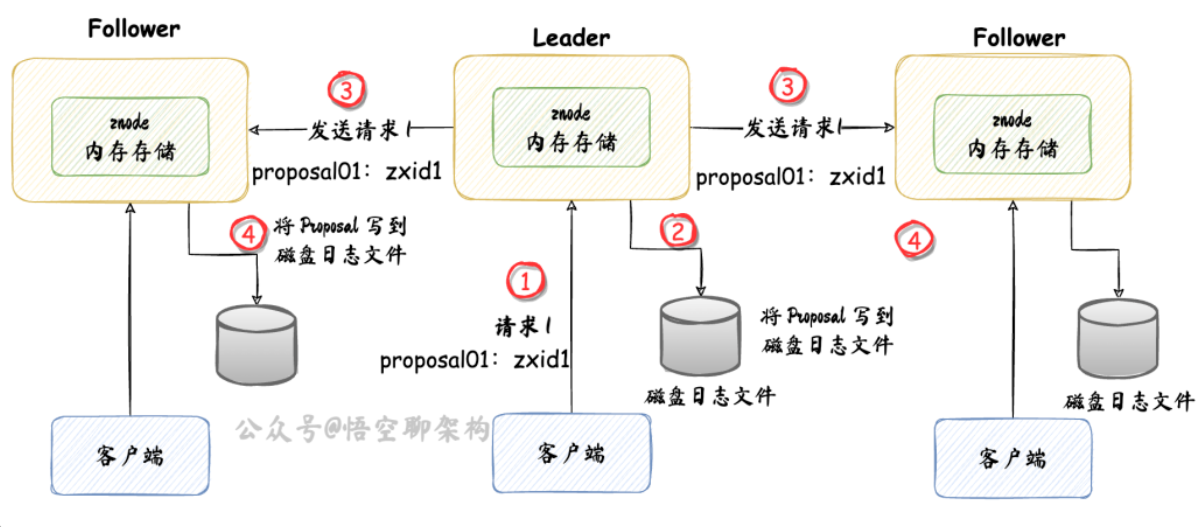 Follower
Leader
Follower
znode
内存存储
znode
内存存储
znode
内存存储
③
发送请求1
proposal01：zxid1
③
发送请求1
proposal01：zxid1
④
将 Proposal 写到
磁盘日志文件
②
④
①
请求1
proposal01：zxid1
将 Proposal 写到
磁盘日志文件
磁盘日志文件
磁盘日志文件
公众号@悟空聊架构
客户端
客户端
客户端